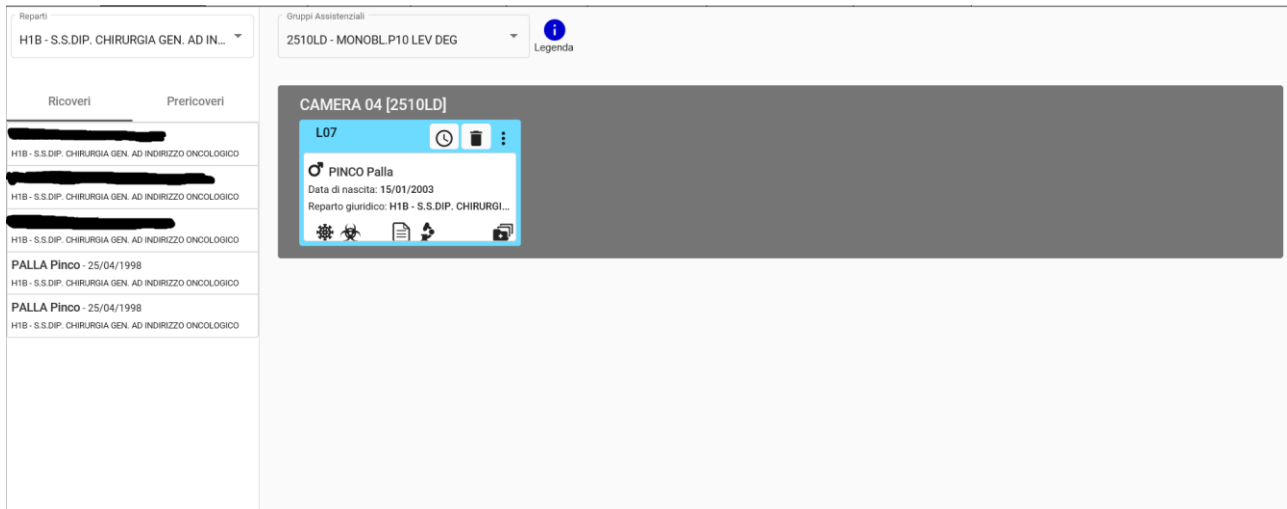 Reparti
H1B - S.S.DIP. CHIRURGIA GEN. AD IN...
Gruppi Assistenziali
2510LD - MONOBL.P10 LEV DEG
Legenda
Ricoveri
Prericoveri
H1B - S.S.DIP. CHIRURGIA GEN. AD INDIRIZZO ONCOLOGICO
H1B - S.S.DIP. CHIRURGIA GEN. AD INDIRIZZO ONCOLOGICO
H1B - S.S.DIP. CHIRURGIA GEN. AD INDIRIZZO ONCOLOGICO
PALLA Pinco - 25/04/1998
H1B - S.S.DIP. CHIRURGIA GEN. AD INDIRIZZO ONCOLOGICO
PALLA Pinco - 25/04/1998
H1B - S.S.DIP. CHIRURGIA GEN. AD INDIRIZZO ONCOLOGICO
CAMERA 04 [2510LD]
L07
PINCO Palla
Data di nascita: 15/01/2003
Reparto giuridico: H1B - S.S.DIP. CHIRURGI...